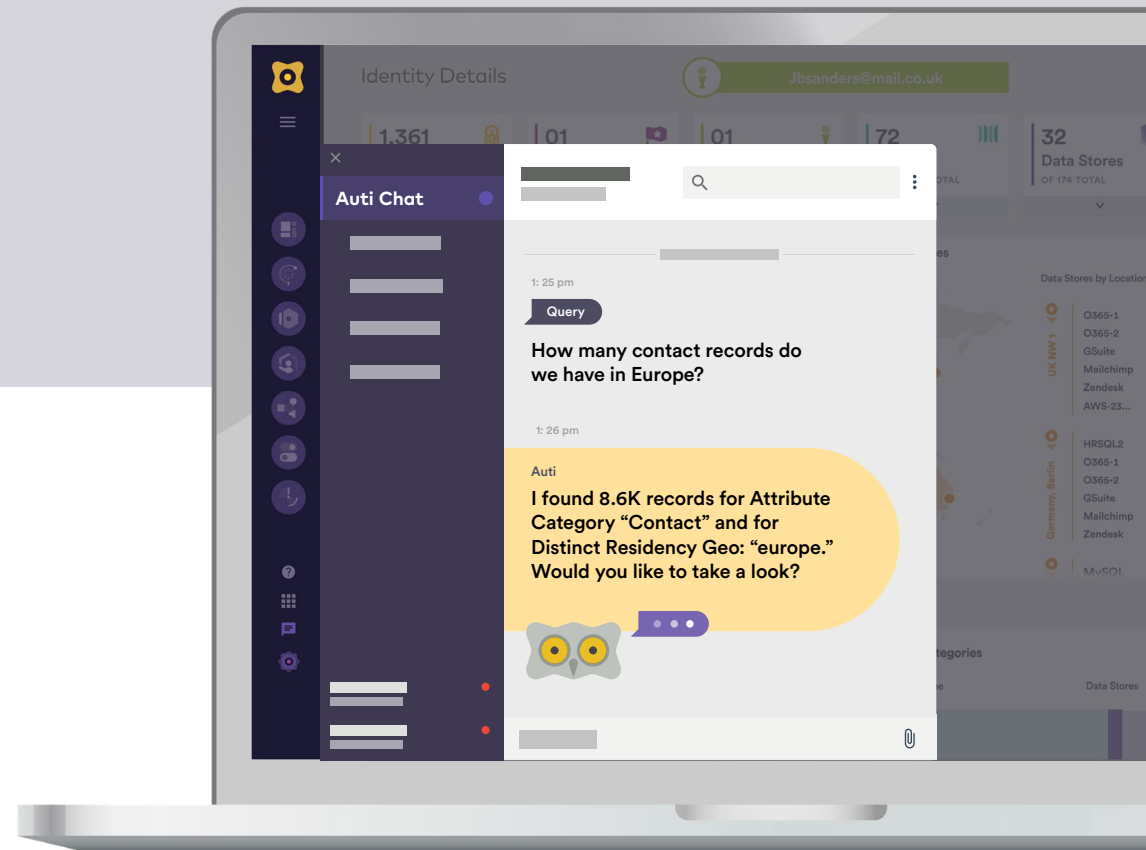 Identity Details
Jbsanders@mail.co.uk
1,361
01
01
72
32
Data Stores
OF 174 TOTAL
OTAL
Auti Chat
1: 25 pm
Query
How many contact records do
we have in Europe?
1: 26 pm
Auti
I found 8.6K records for Attribute
Category “Contact” and for
Distinct Residency Geo: “europe.”
Would you like to take a look?
es
Data Stores by Location
UK NW 1
O365-1
O365-2
GSuite
Mailchimp
Zendesk
AWS-23...
Germany, Berlin
HRSQL2
O365-1
O365-2
GSuite
Mailchimp
Zendesk
MySQL
tegories
Data Stores